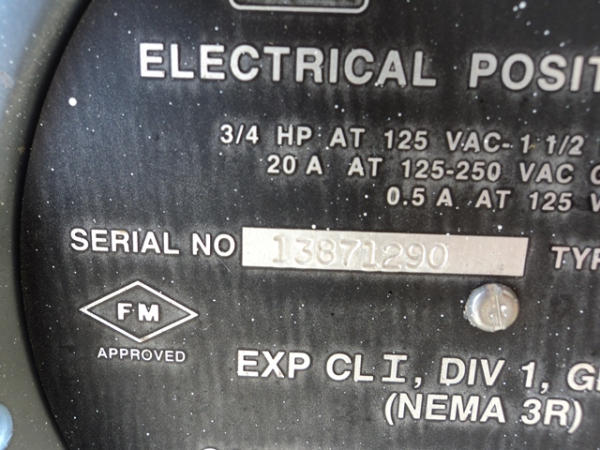 ELECTRICAL POSIT
3/4 HP AT 125 VAC-1 1/2
20 A AT 125-250 VAC
0.5 A AT 125 V
SERIAL NO 13871290 TYP
FM
APPROVED
EXP CL I, DIV 1, G
(NEMA 3R)